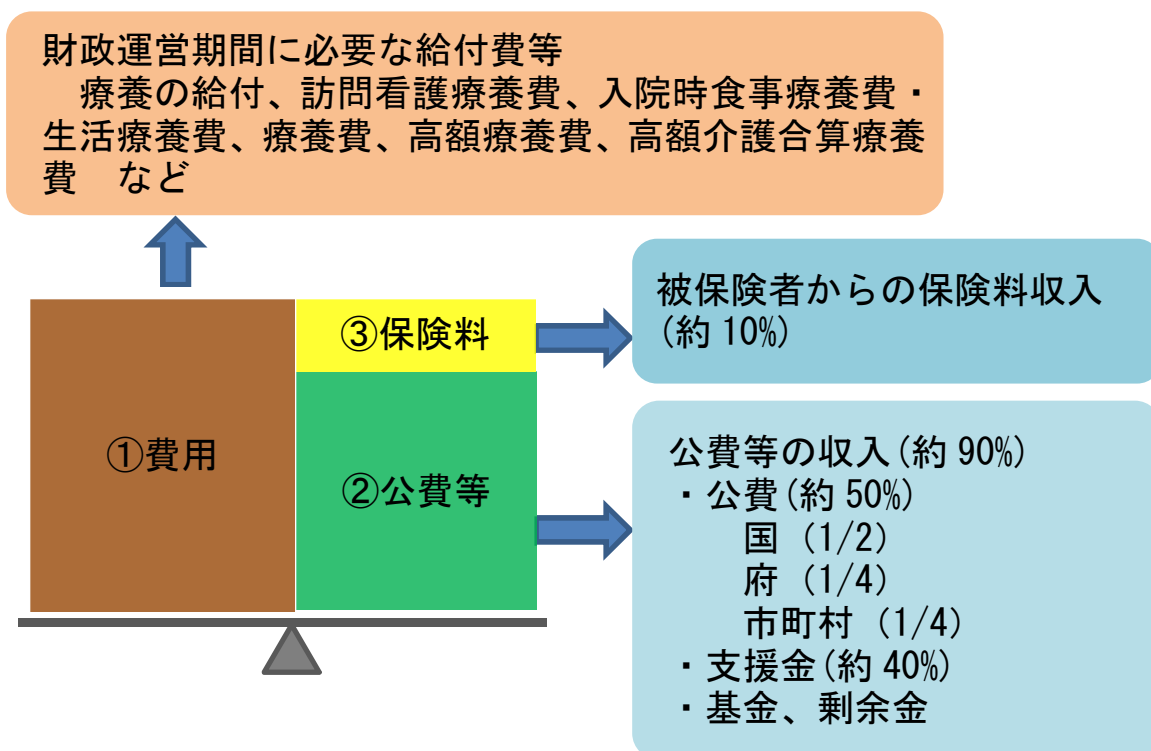 財政運営期間に必要な給付費等
　療養の給付、訪問看護療養費、入院時食事療養費・
生活療養費、療養費、高額療養費、高額介護合算療養
費　など
③保険料
被保険者からの保険料収入
(約 10%)
①費用
②公費等
公費等の収入(約 90%)
・公費(約 50%)
国 (1/2)
府 (1/4)
市町村 (1/4)
・支援金(約 40%)
・基金、剰余金